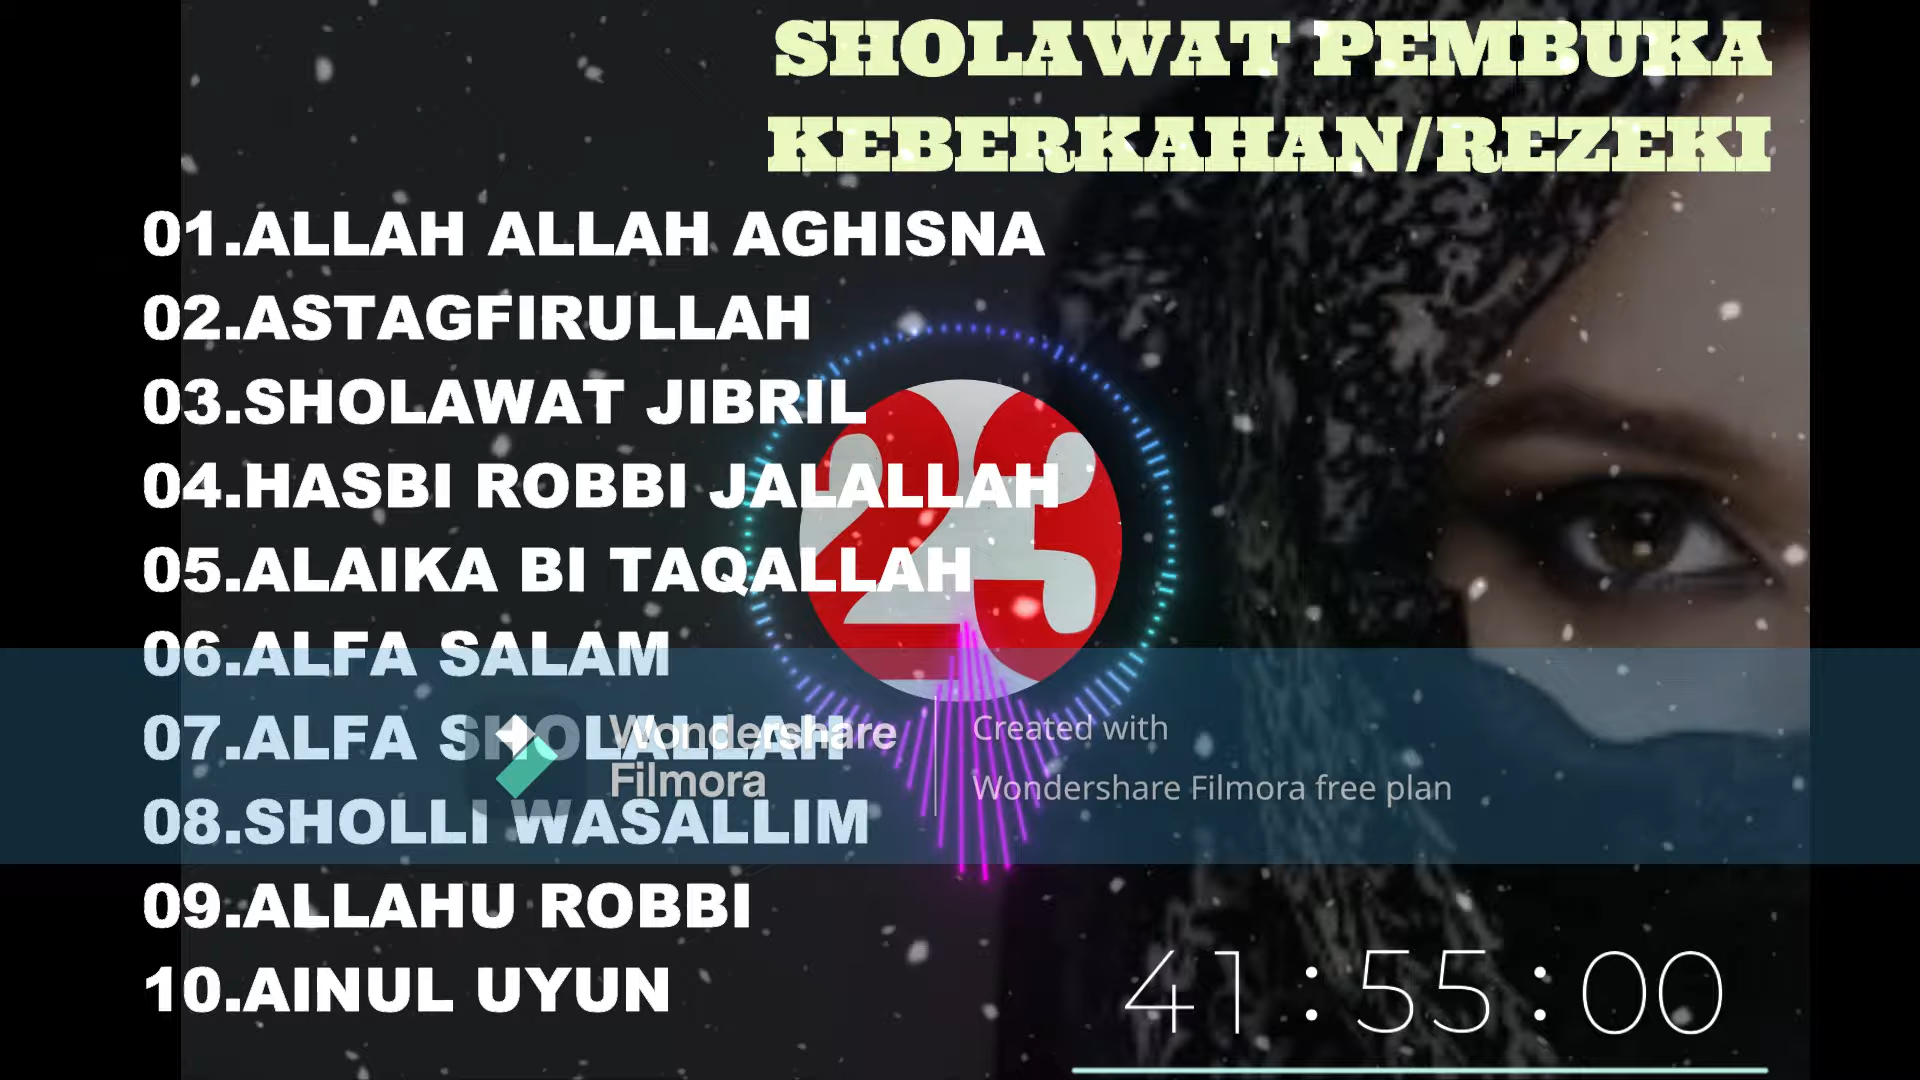 SHOLAWAT PEMBUKA
KEBERKAHAN/REZEKI
01.ALLAH ALLAH AGHISNA
02.ASTAGFIRULLAH
03.SHOLAWAT JIBRIL
04.HASBI ROBBI JALALLAH
05.ALAIKA BI TAQALLAH
06.ALFA SALAM
07.ALFA SHOLALLAH
08.SHOLLI WASALLIM
09.ALLAHU ROBBI
10.AINUL UYUN
23
Wondershare
Filmora
Created with
Wondershare Filmora free plan
41:55:00